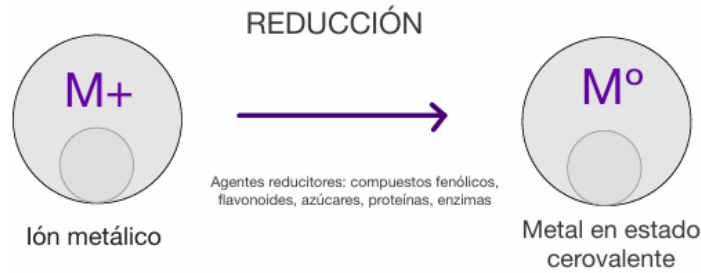 REDUCCIÓN
M+
Mº
Agentes reducitores: compuestos fenólicos,
flavonoides, azúcares, proteínas, enzimas
Ión metálico
Metal en estado
cerovalente